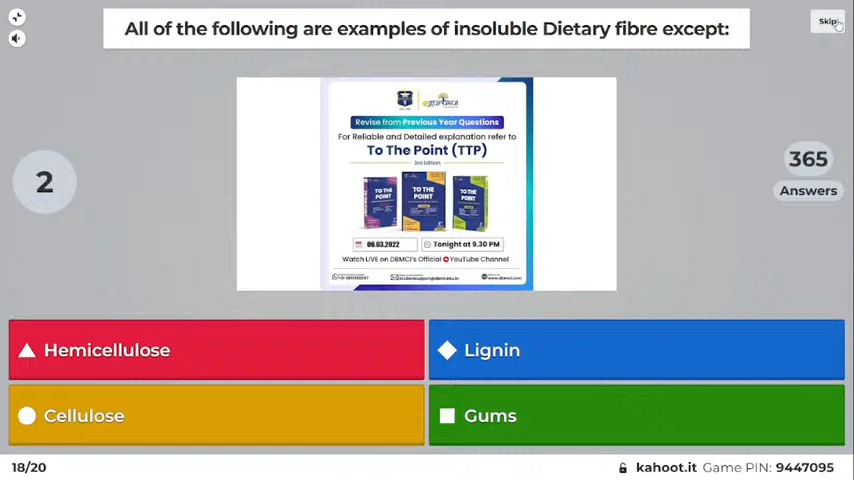 All of the following are examples of insoluble Dietary fibre except:
Skip
Revise from Previous Year Questions
For Reliable and Detailed explanation refer to
To The Point (TTP)
3rd Edition
TO THE POINT
TO THE POINT
TO THE POINT
06.03.2022
Tonight at 9.30 PM
Watch LIVE on DBMCI's Official YouTube Channel
www.dbmci.com
2
365
Answers
Hemicellulose
Lignin
Cellulose
Gums
18/20
kahoot.it Game PIN: 9447095